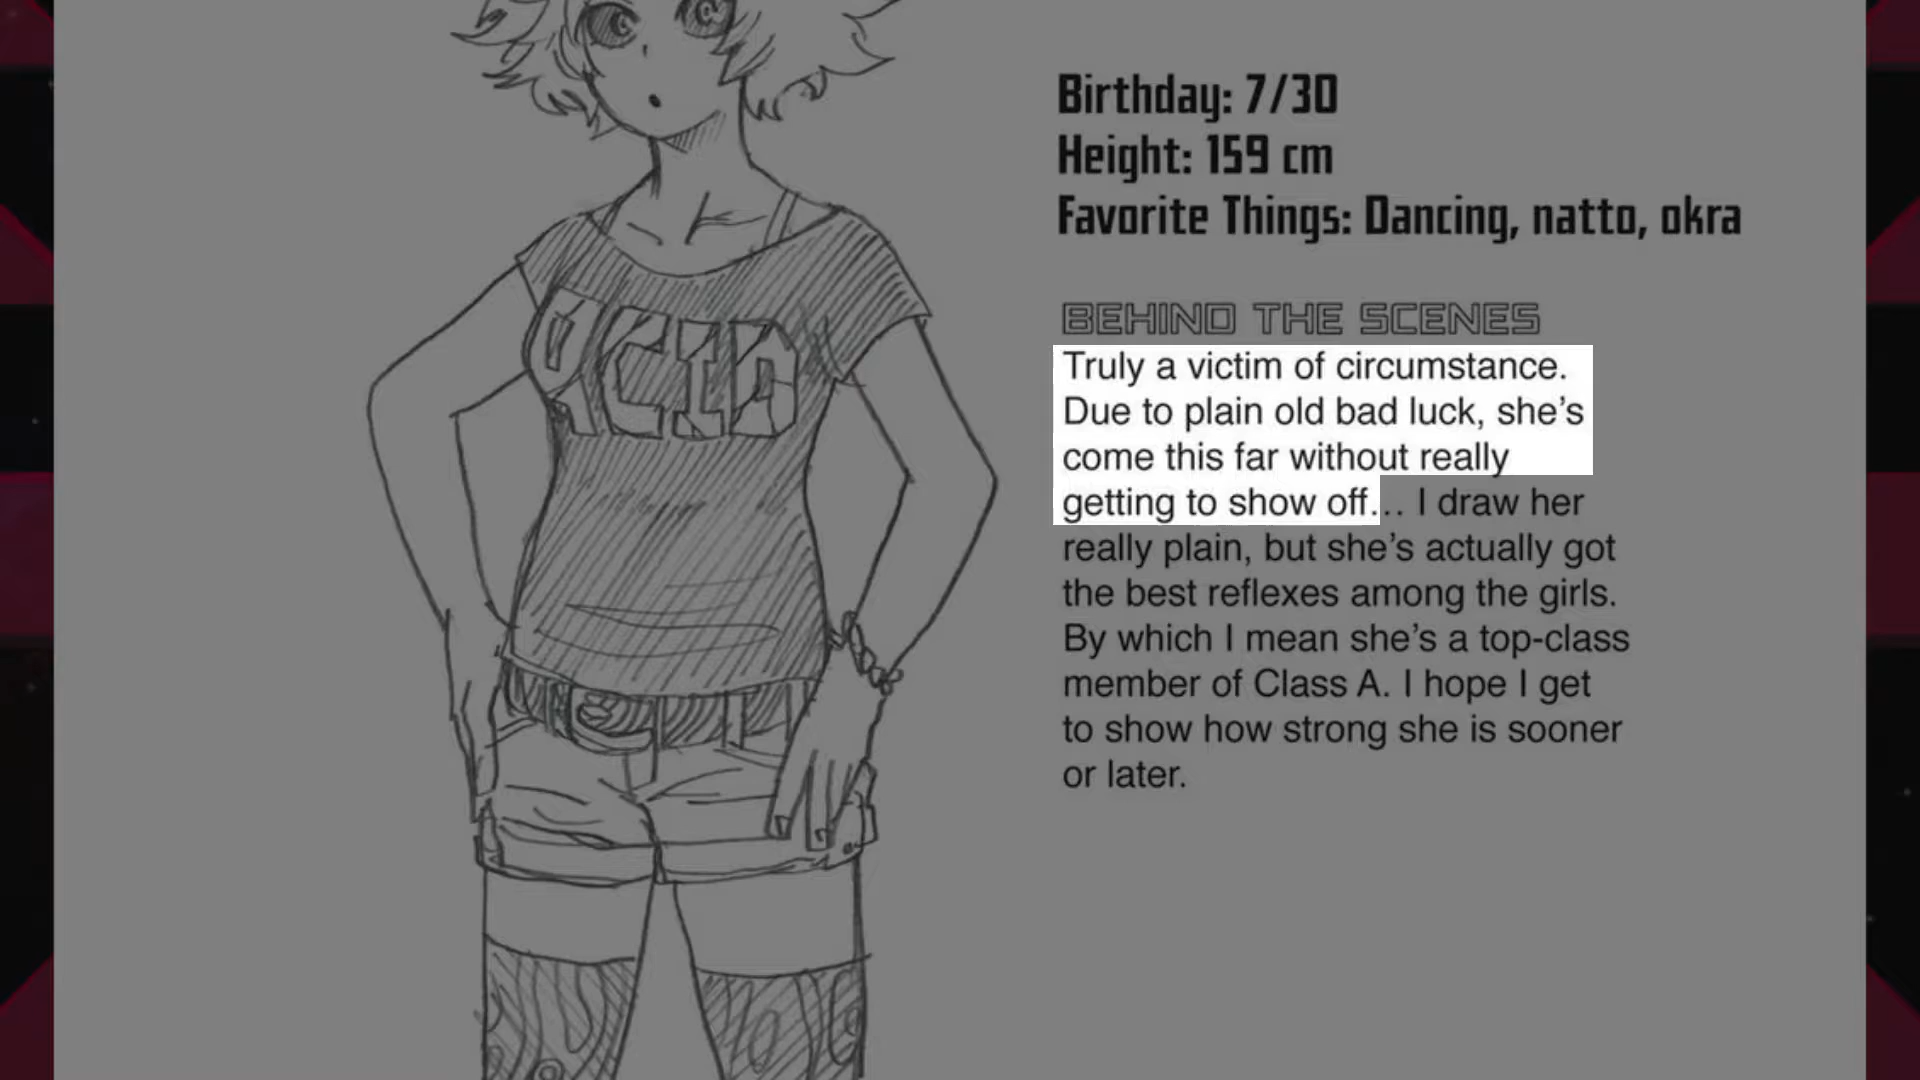 Birthday: 7/30
Height: 159 cm
Favorite Things: Dancing, natto, okra
BEHIND THE SCENES
Truly a victim of circumstance.
Due to plain old bad luck, she's
come this far without really
getting to show off... I draw her
really plain, but she's actually got
the best reflexes among the girls.
By which I mean she's a top-class
member of Class A. I hope I get
to show how strong she is sooner
or later.
ACID